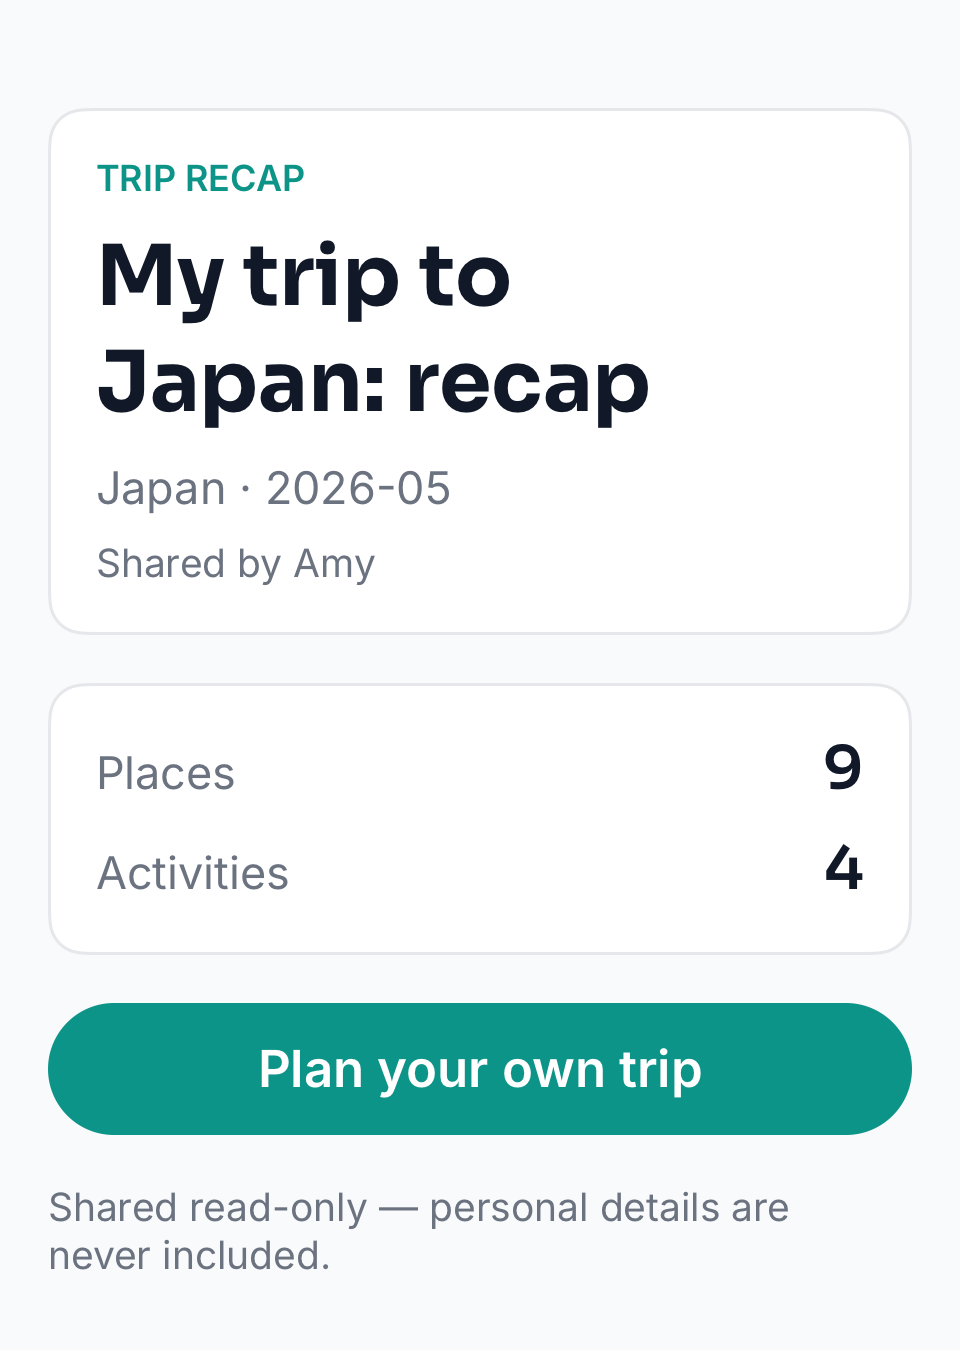 TRIP RECAP
My trip to
Japan: recap
Japan · 2026-05
Shared by Amy
Places 9
Activities 4
Plan your own trip
Shared read-only — personal details are
never included.